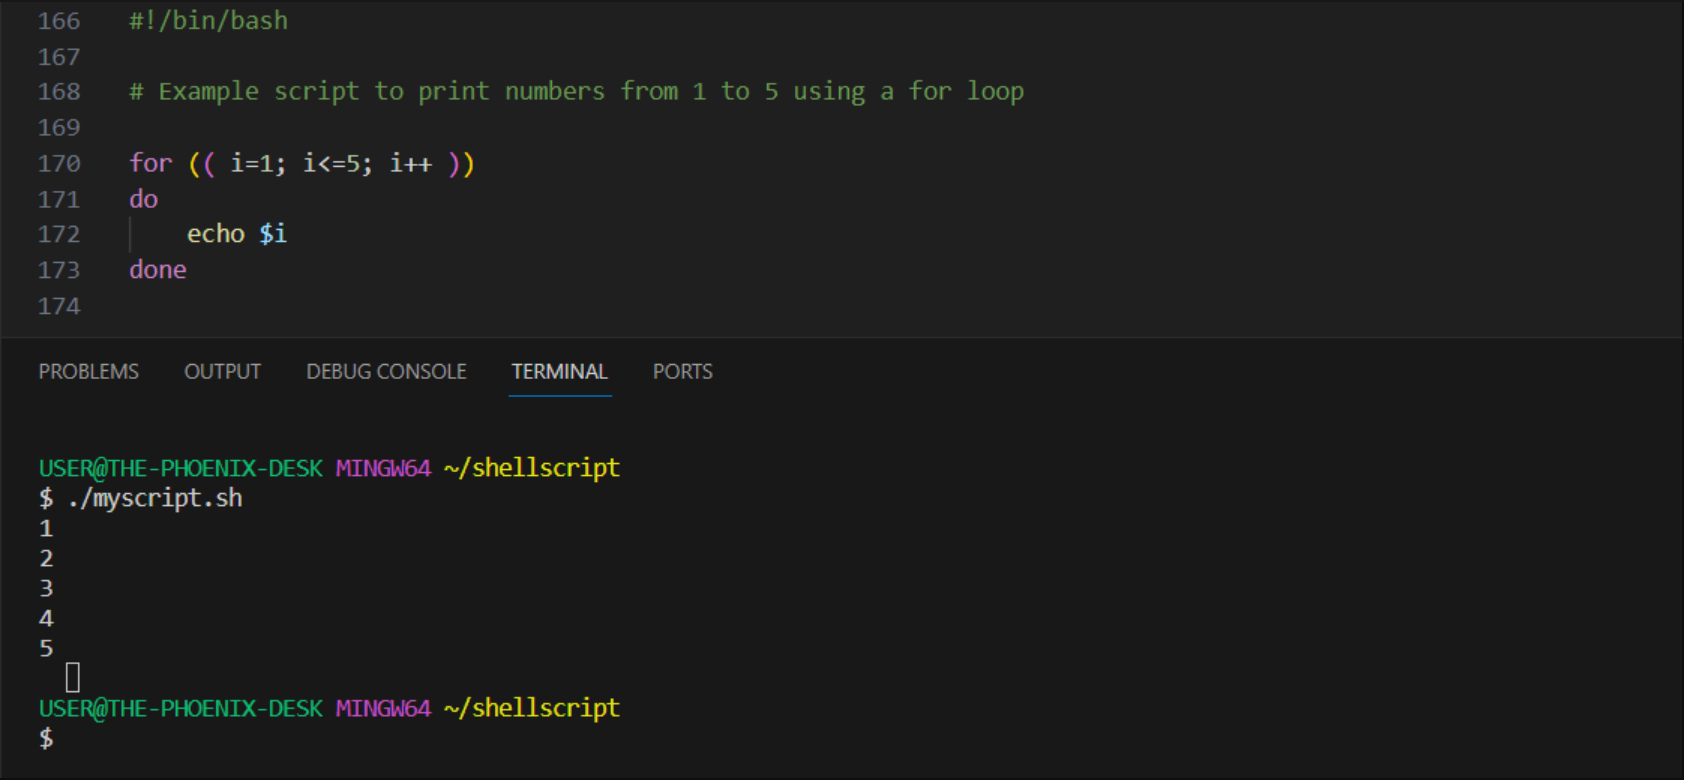 166 #!/bin/bash
167
168 # Example script to print numbers from 1 to 5 using a for loop
169
170 for (( i=1; i<=5; i++ ))
171 do
172     echo $i
173 done
174
PROBLEMS OUTPUT DEBUG CONSOLE TERMINAL PORTS
USER@THE-PHOENIX-DESK MINGW64 ~/shellscript
$ ./myscript.sh
1
2
3
4
5
USER@THE-PHOENIX-DESK MINGW64 ~/shellscript
$